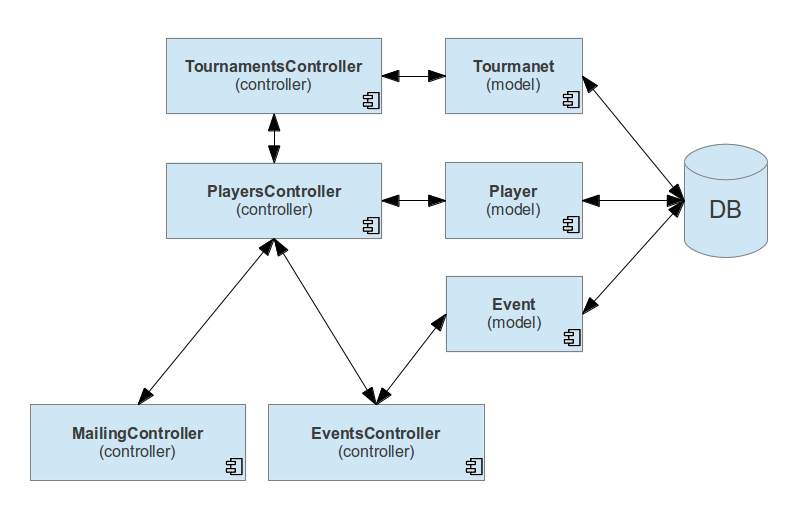 TournamentsController
(controller)
Tourmanet
(model)
PlayersController
(controller)
Player
(model)
DB
Event
(model)
MailingController
(controller)
EventsController
(controller)